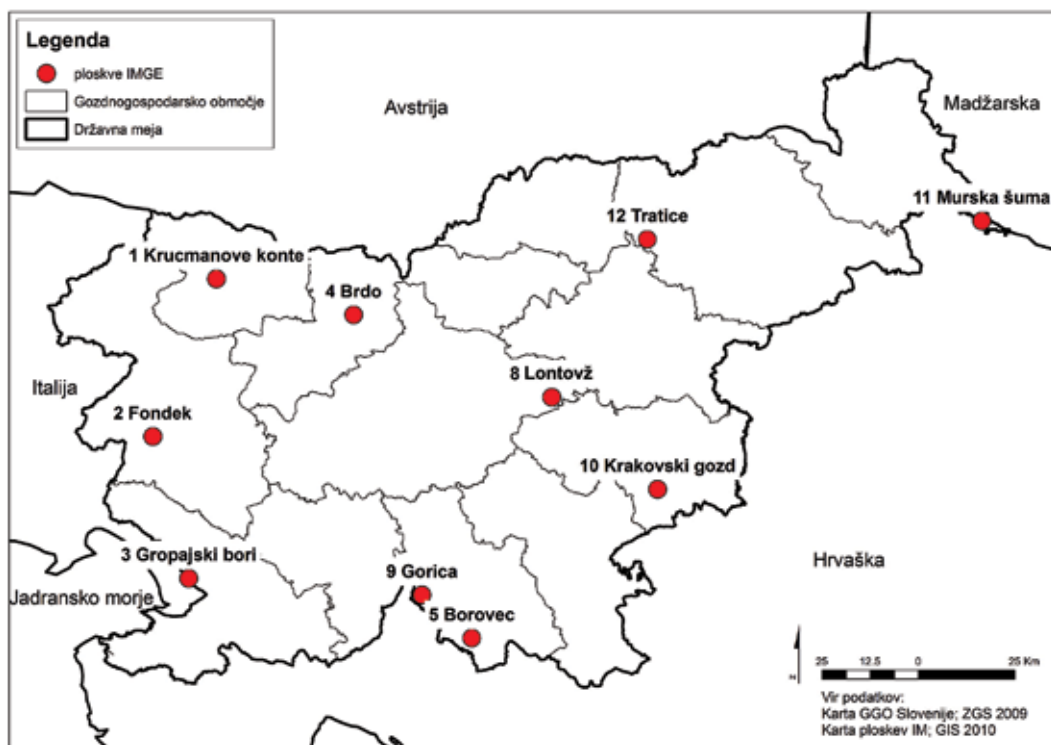 Legenda
ploskve IMGE
Gozdnogospodarsko območje
Državna meja
Avstrija
Madžarska
11 Murska šuma
12 Tratice
1 Krucmanove konte
4 Brdo
8 Lontovž
Italija
2 Fondek
10 Krakovski gozd
3 Gropajski bori
9 Gorica
Hrvaška
Jadransko morje
5 Borovec
N
25 12.5 0 25 Km
Vir podatkov:
Karta GGO Slovenije; ZGS 2009
Karta ploskev IM; GIS 2010